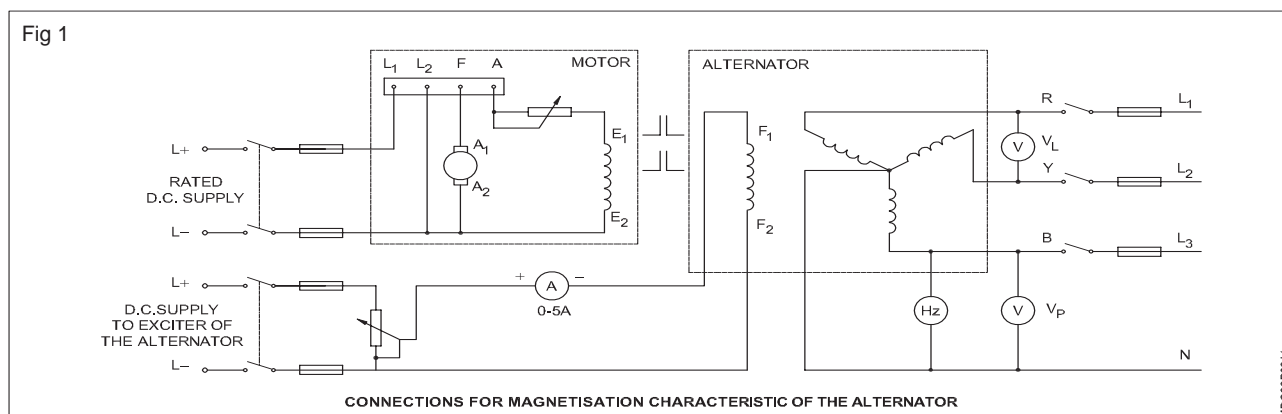 Fig 1
MOTOR
ALTERNATOR
L1 L2 F A
R
L1
E1
F1
VL
V
L+
A1
Y
L2
RATED
D.C. SUPPLY
A2
E2
F2
L–
B
L3
L+
+ –
A
0-5A
D.C.SUPPLY
TO EXCITER OF
THE ALTERNATOR
Hz
V
VP
L–
N
CONNECTIONS FOR MAGNETISATION CHARACTERISTIC OF THE ALTERNATOR